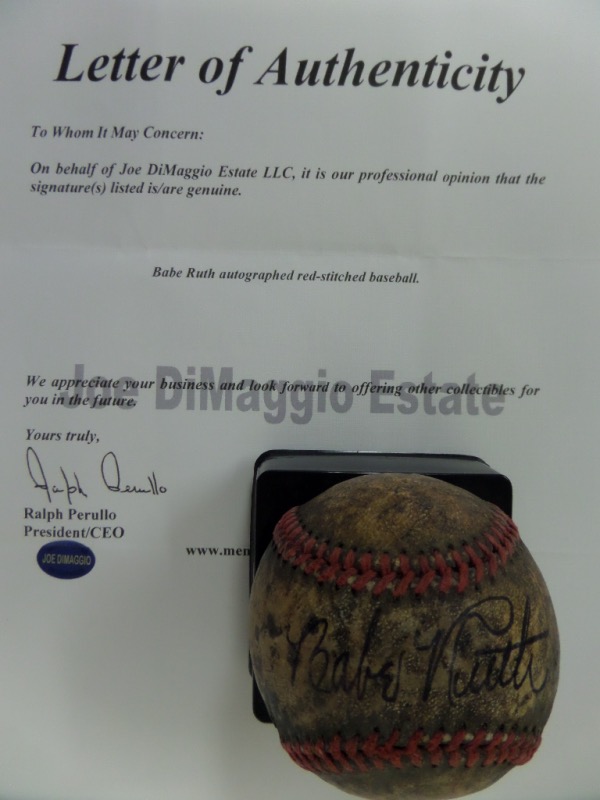 Letter of Authenticity
To Whom It May Concern:
On behalf of Joe DiMaggio Estate LLC, it is our professional opinion that the
signature(s) listed is/are genuine.
Babe Ruth autographed red-stitched baseball.
Joe DiMaggio Estate
We appreciate your business and look forward to offering other collectibles for
you in the future.
Yours truly,
Ralph Perullo
Ralph Perullo
President/CEO
JOE DIMAGGIO
www.mem
Babe Ruth